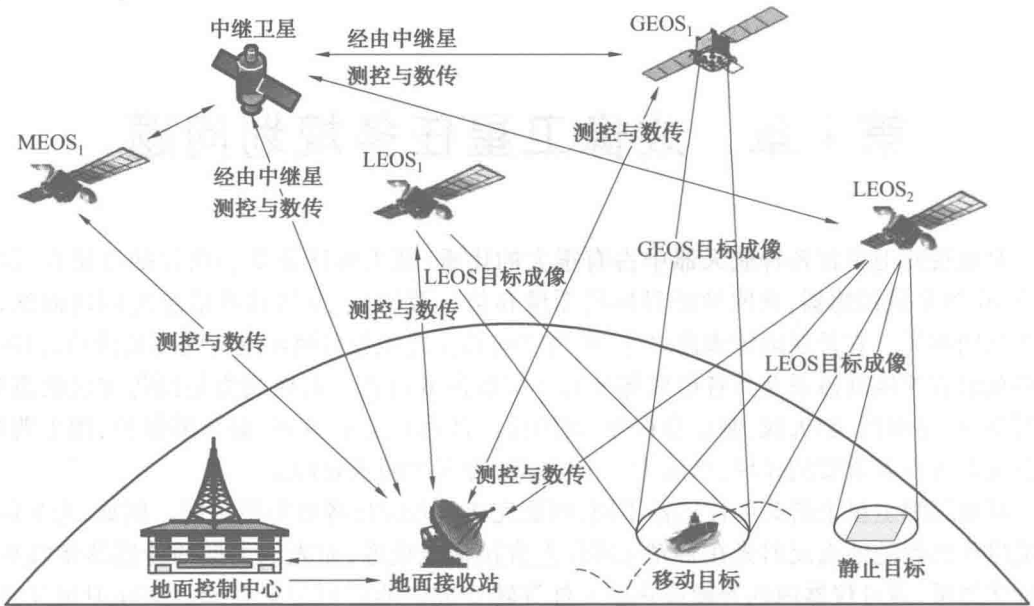 中继卫星
GEOS₁
经由中继星
测控与数传
MEOS₁
LEOS₁
测控与数传
LEOS₂
经由中继星
测控与数传
GEOS目标成像
LEOS目标成像
测控与数传
测控与数传
LEOS目标成像
测控与数传
地面控制中心
地面接收站
移动目标
静止目标